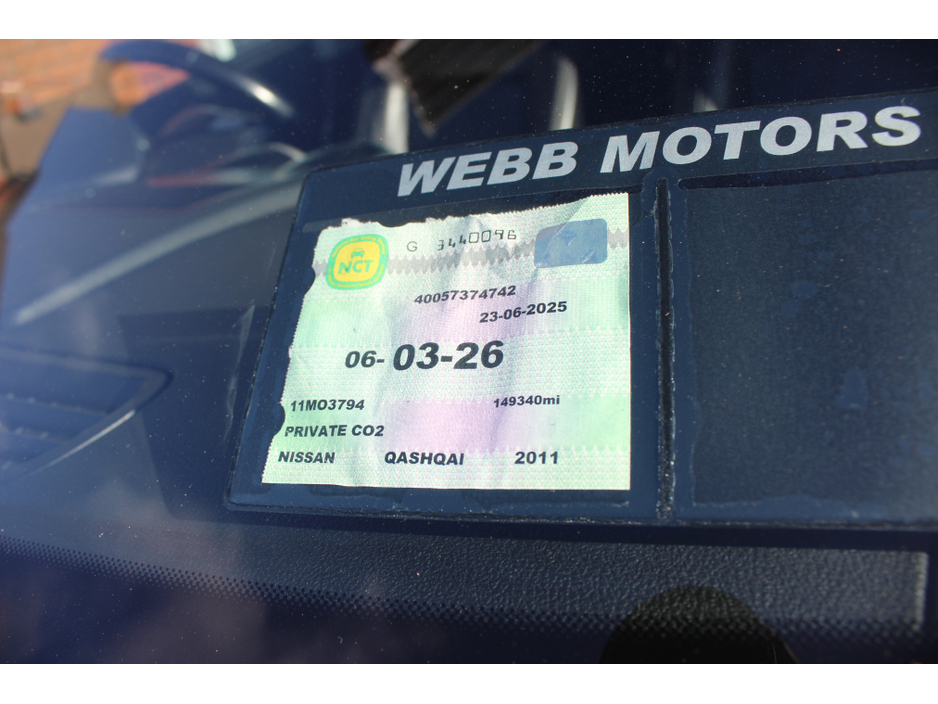 WEBB MOTORS
NCT
G 3440096
40057374742
23-06-2025
06-03-26
11MO3794 149340mi
PRIVATE CO2
NISSAN QASHQAI 2011